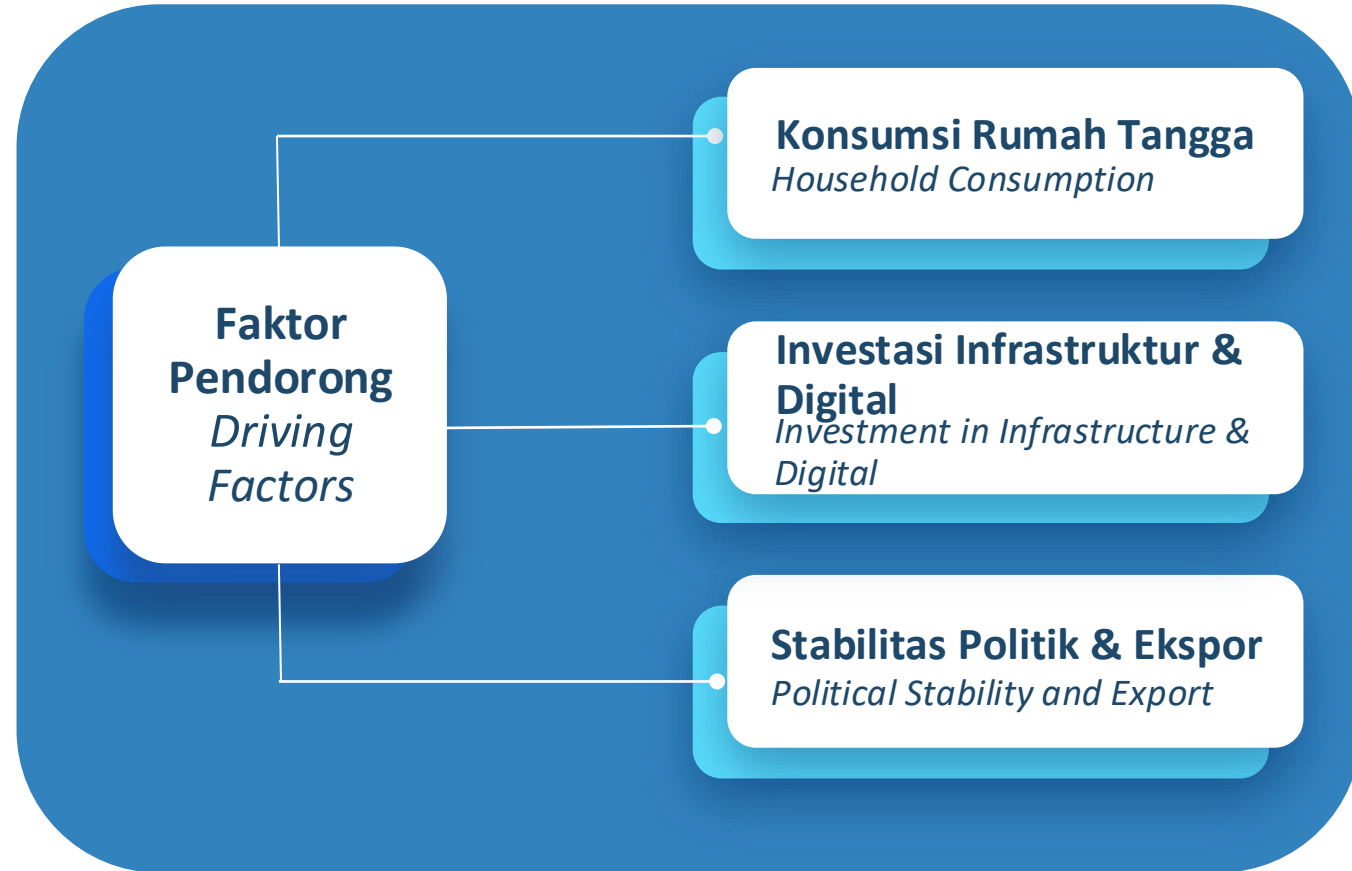 Faktor
Pendorong
Driving
Factors
Konsumsi Rumah Tangga
Household Consumption
Investasi Infrastruktur &
Digital
Investment in Infrastructure &
Digital
Stabilitas Politik & Ekspor
Political Stability and Export